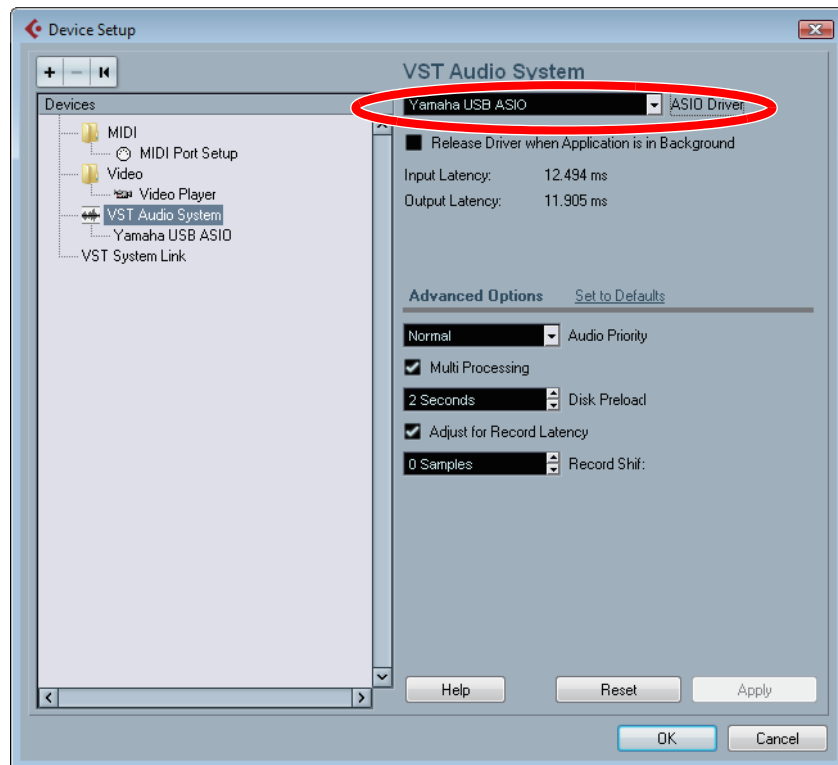 Device Setup
+ –
Devices
MIDI
MIDI Port Setup
Video
Video Player
VST Audio System
Yamaha USB ASIO
VST System Link
VST Audio System
Yamaha USB ASIO ASIO Driver
Release Driver when Application is in Background
Input Latency: 12.494 ms
Output Latency: 11.905 ms
Advanced Options Set to Defaults
Normal Audio Priority
Multi Processing
2 Seconds Disk Preload
Adjust for Record Latency
0 Samples Record Shif:
Help Reset Apply
OK Cancel